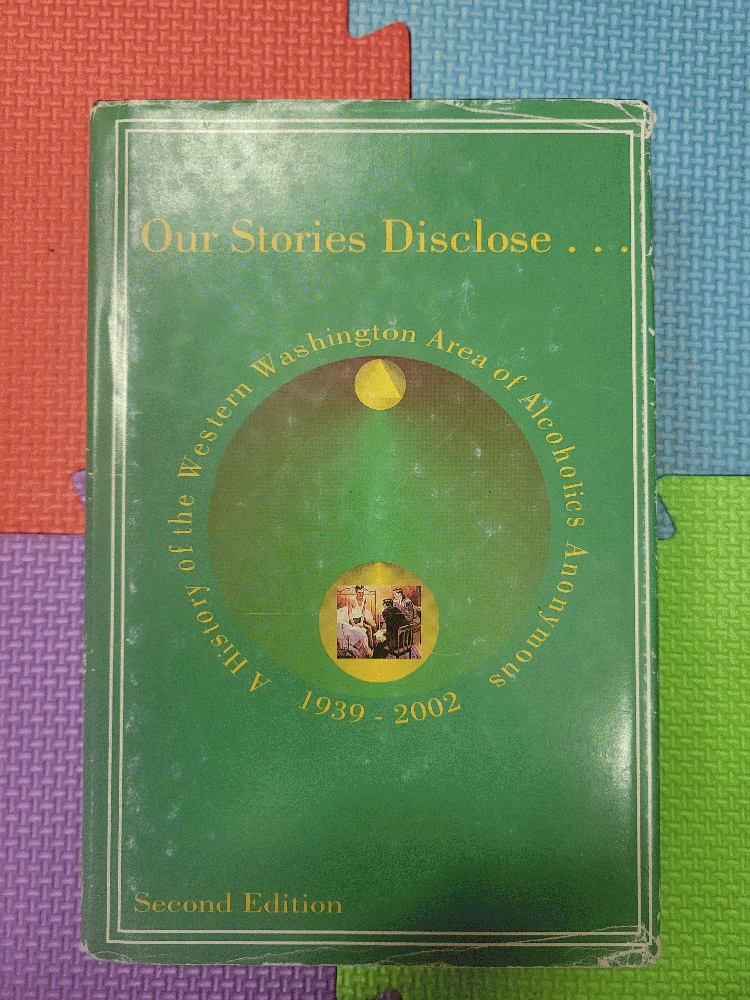 Our Stories Disclose . . .
A History of the Western Washington Area of Alcoholics Anonymous
1939 - 2002
Second Edition